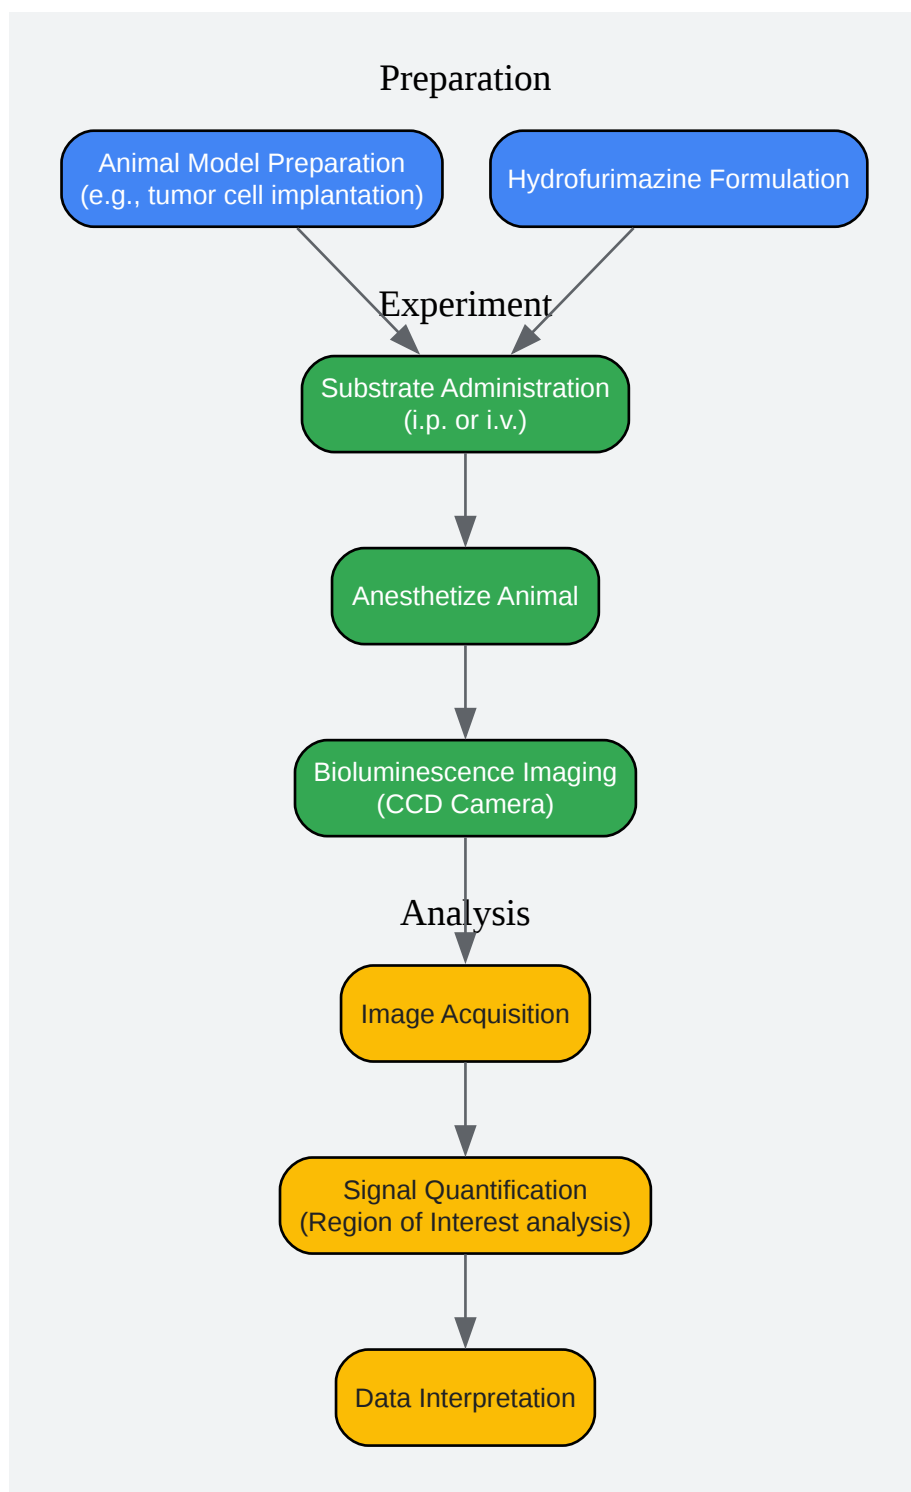 Preparation
Animal Model Preparation
(e.g., tumor cell implantation)
Hydrofurimazine Formulation
Experiment
Substrate Administration
(i.p. or i.v.)
Anesthetize Animal
Bioluminescence Imaging
(CCD Camera)
Analysis
Image Acquisition
Signal Quantification
(Region of Interest analysis)
Data Interpretation